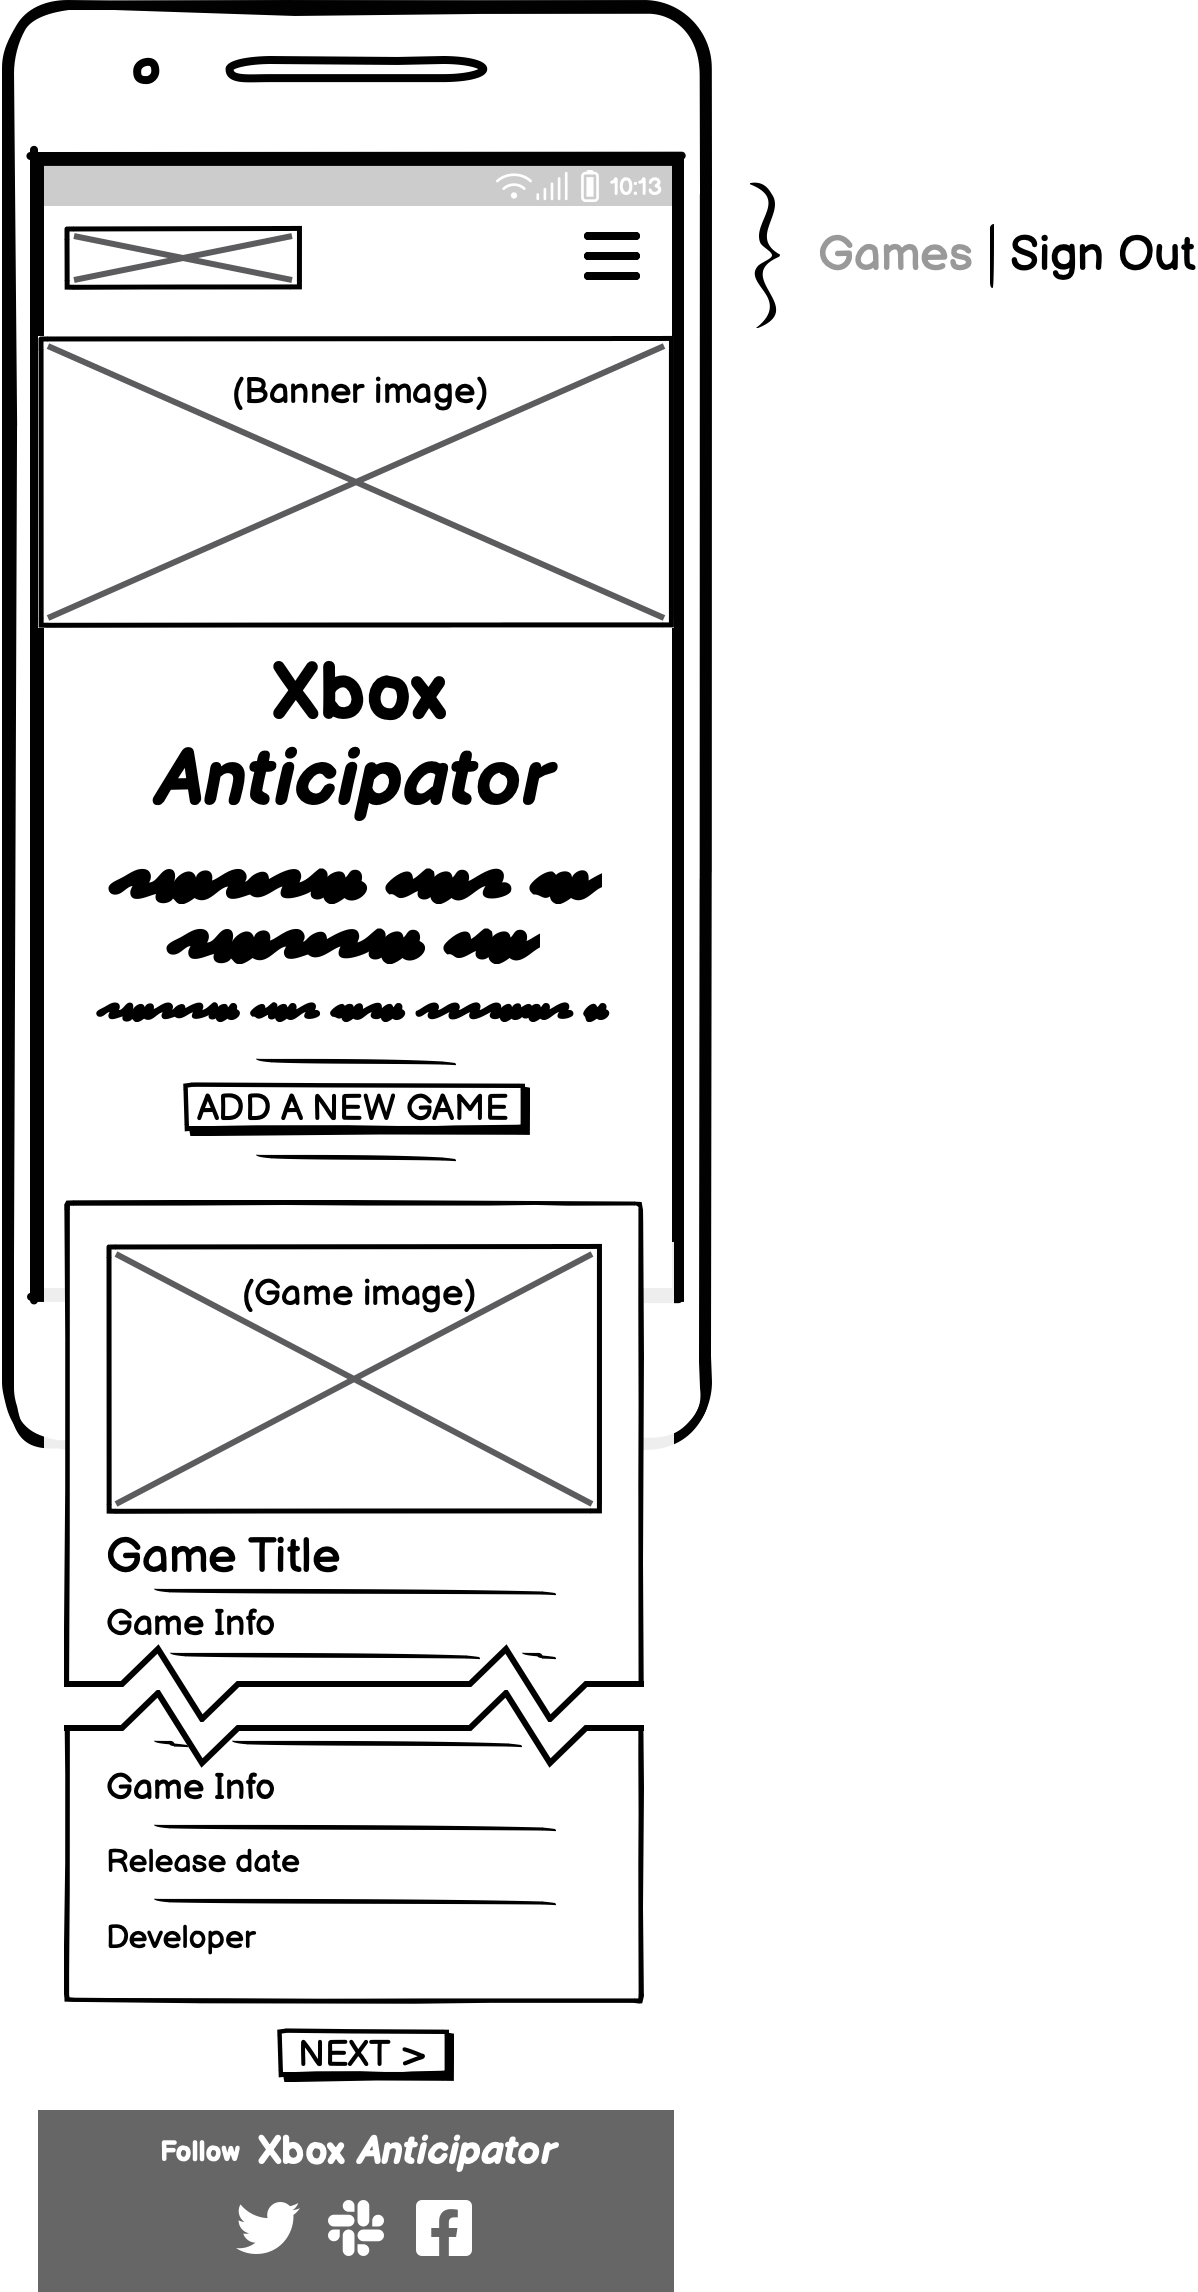 10:13
Games | Sign Out
(Banner image)
Xbox
Anticipator
ADD A NEW GAME
(Game image)
Game Title
Game Info
Game Info
Release date
Developer
NEXT >
Follow Xbox Anticipator